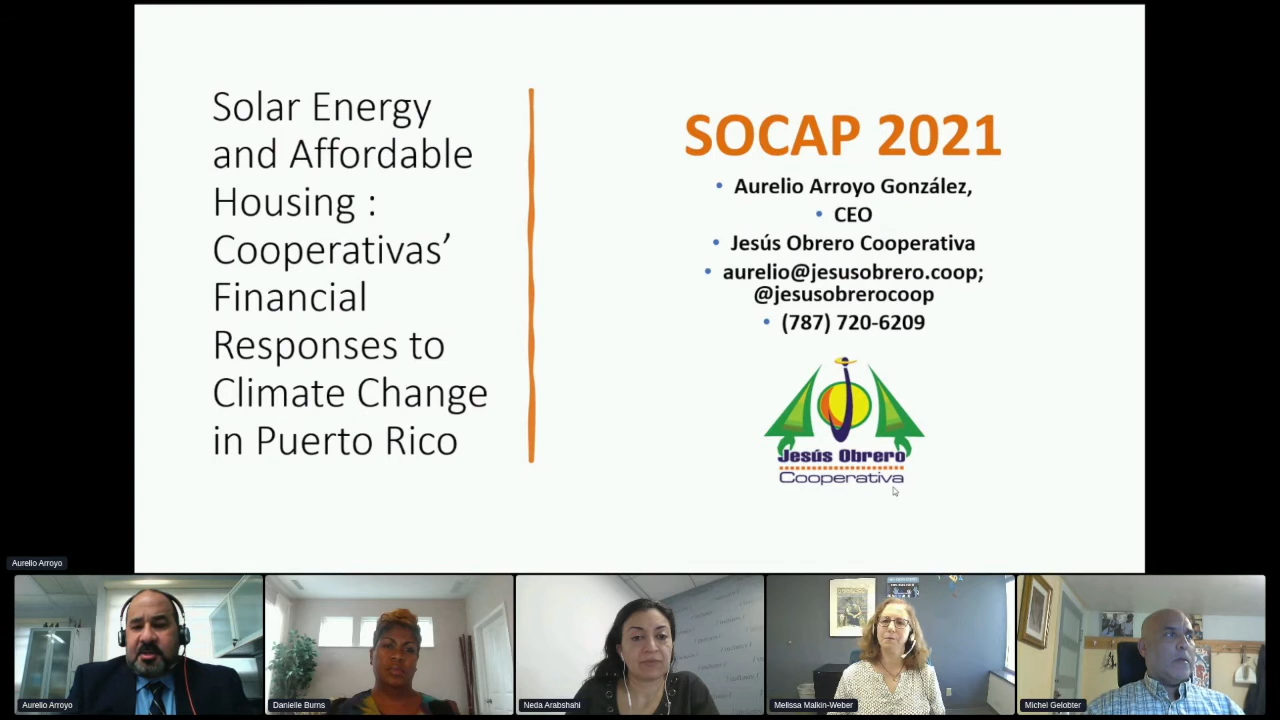 Solar Energy
and Affordable
Housing :
Cooperativas’
Financial
Responses to
Climate Change
in Puerto Rico
SOCAP 2021
• Aurelio Arroyo González,
• CEO
• Jesús Obrero Cooperativa
• aurelio@jesusobrero.coop;
@jesusobrerocoop
• (787) 720-6209
Jesús Obrero
Cooperativa
Aurelio Arroyo
Aurelio Arroyo
Danielle Burns
Neda Arabshahi
Melissa Malkin-Weber
Michel Gelobter